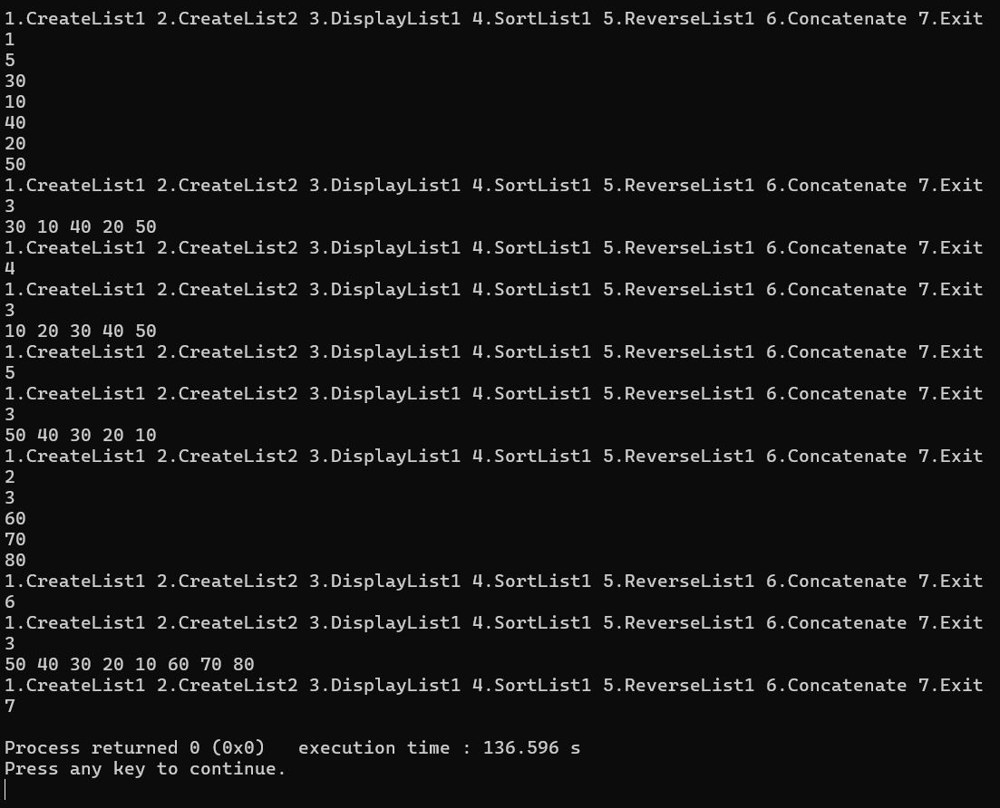 1.CreateList1 2.CreateList2 3.DisplayList1 4.SortList1 5.ReverseList1 6.Concatenate 7.Exit
1
5
30
10
40
20
50
1.CreateList1 2.CreateList2 3.DisplayList1 4.SortList1 5.ReverseList1 6.Concatenate 7.Exit
3
30 10 40 20 50
1.CreateList1 2.CreateList2 3.DisplayList1 4.SortList1 5.ReverseList1 6.Concatenate 7.Exit
4
1.CreateList1 2.CreateList2 3.DisplayList1 4.SortList1 5.ReverseList1 6.Concatenate 7.Exit
3
10 20 30 40 50
1.CreateList1 2.CreateList2 3.DisplayList1 4.SortList1 5.ReverseList1 6.Concatenate 7.Exit
5
1.CreateList1 2.CreateList2 3.DisplayList1 4.SortList1 5.ReverseList1 6.Concatenate 7.Exit
3
50 40 30 20 10
1.CreateList1 2.CreateList2 3.DisplayList1 4.SortList1 5.ReverseList1 6.Concatenate 7.Exit
2
3
60
70
80
1.CreateList1 2.CreateList2 3.DisplayList1 4.SortList1 5.ReverseList1 6.Concatenate 7.Exit
6
1.CreateList1 2.CreateList2 3.DisplayList1 4.SortList1 5.ReverseList1 6.Concatenate 7.Exit
3
50 40 30 20 10 60 70 80
1.CreateList1 2.CreateList2 3.DisplayList1 4.SortList1 5.ReverseList1 6.Concatenate 7.Exit
7
Process returned 0 (0x0)   execution time : 136.596 s
Press any key to continue.